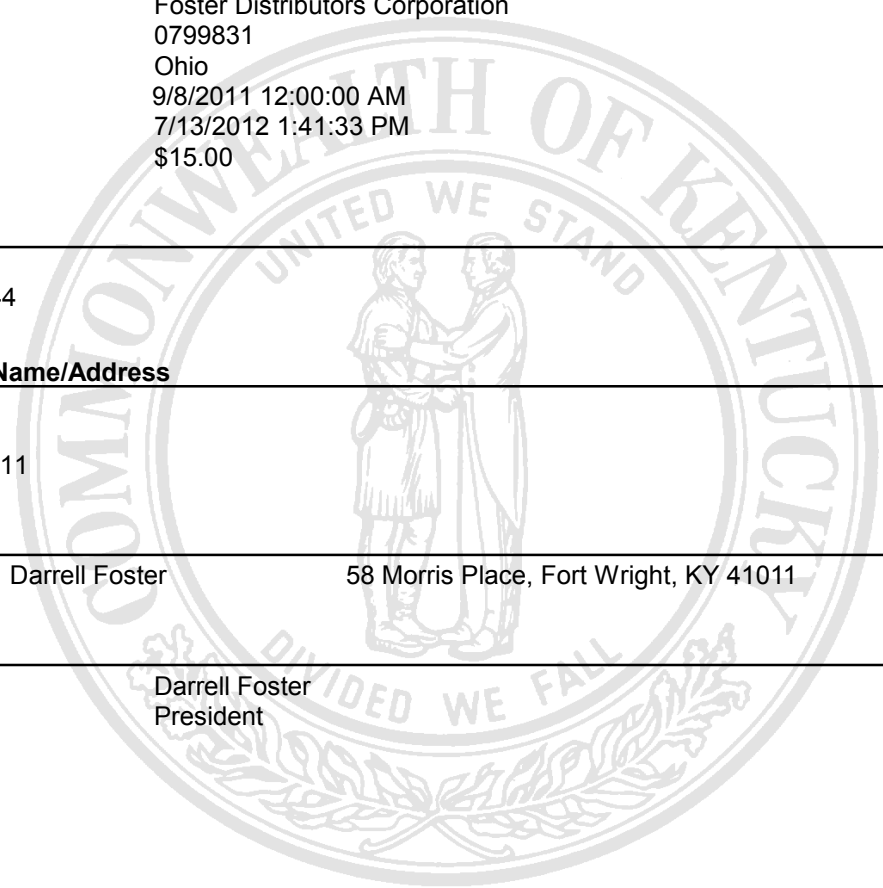 Foster Distributors Corporation
0799831
Ohio
9/8/2011 12:00:00 AM
7/13/2012 1:41:33 PM
$15.00
COMMONWEALTH OF KENTUCKY
UNITED WE STAND
4
Name/Address
11
Darrell Foster 58 Morris Place, Fort Wright, KY 41011
DIVIDED WE FALL
Darrell Foster
President